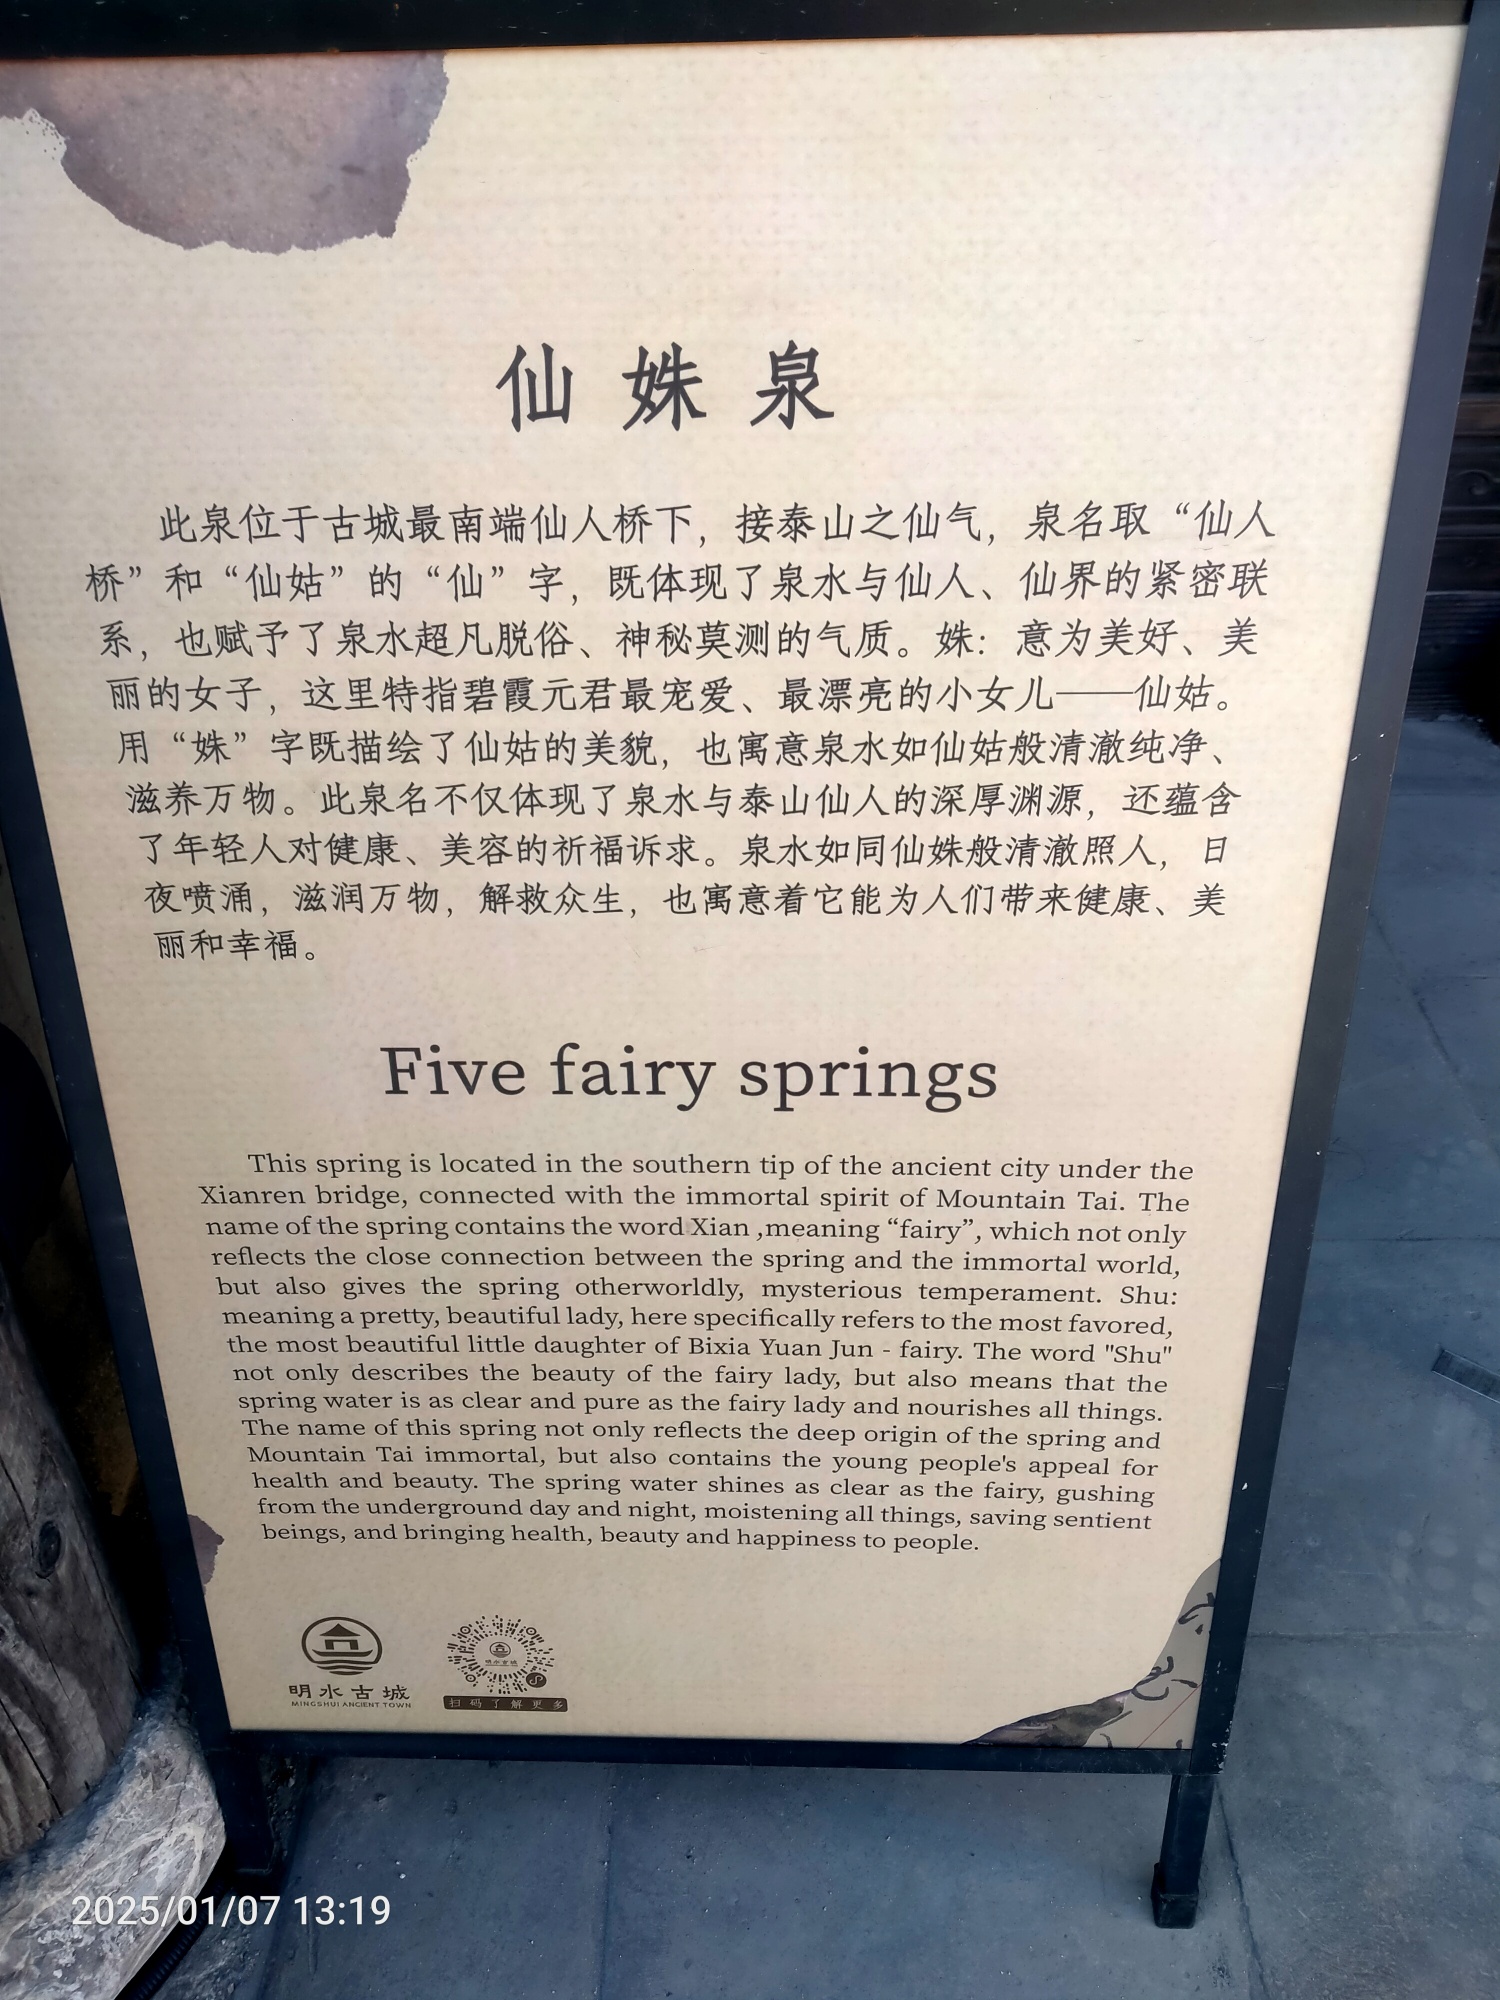 仙姝泉
此泉位于古城最南端仙人桥下，接泰山之仙气，泉名取“仙人
桥”和“仙姑”的“仙”字，既体现了泉水与仙人、仙界的紧密联
系，也赋予了泉水超凡脱俗、神秘莫测的气质。姝：意为美好、美
丽的女子，这里特指碧霞元君最宠爱、最漂亮的小女儿——仙姑。
用“姝”字既描绘了仙姑的美貌，也寓意泉水如仙姑般清澈纯净、
滋养万物。此泉名不仅体现了泉水与泰山仙人的深厚渊源，还蕴含
了年轻人对健康、美容的祈福诉求。泉水如同仙姝般清澈照人，日
夜喷涌，滋润万物，解救众生，也寓意着它能为人们带来健康、美
丽和幸福。
Five fairy springs
This spring is located in the southern tip of the ancient city under the
Xianren bridge, connected with the immortal spirit of Mountain Tai. The
name of the spring contains the word Xian ,meaning “fairy”, which not only
reflects the close connection between the spring and the immortal world,
but also gives the spring otherworldly, mysterious temperament. Shu:
meaning a pretty, beautiful lady, here specifically refers to the most favored,
the most beautiful little daughter of Bixia Yuan Jun - fairy. The word "Shu"
not only describes the beauty of the fairy lady, but also means that the
spring water is as clear and pure as the fairy lady and nourishes all things.
The name of this spring not only reflects the deep origin of the spring and
Mountain Tai immortal, but also contains the young people's appeal for
health and beauty. The spring water shines as clear as the fairy, gushing
from the underground day and night, moistening all things, saving sentient
beings, and bringing health, beauty and happiness to people.
明水古城
MINGSHUI ANCIENT TOWN
明水古城
扫码了解更多
2025/01/07 13:19